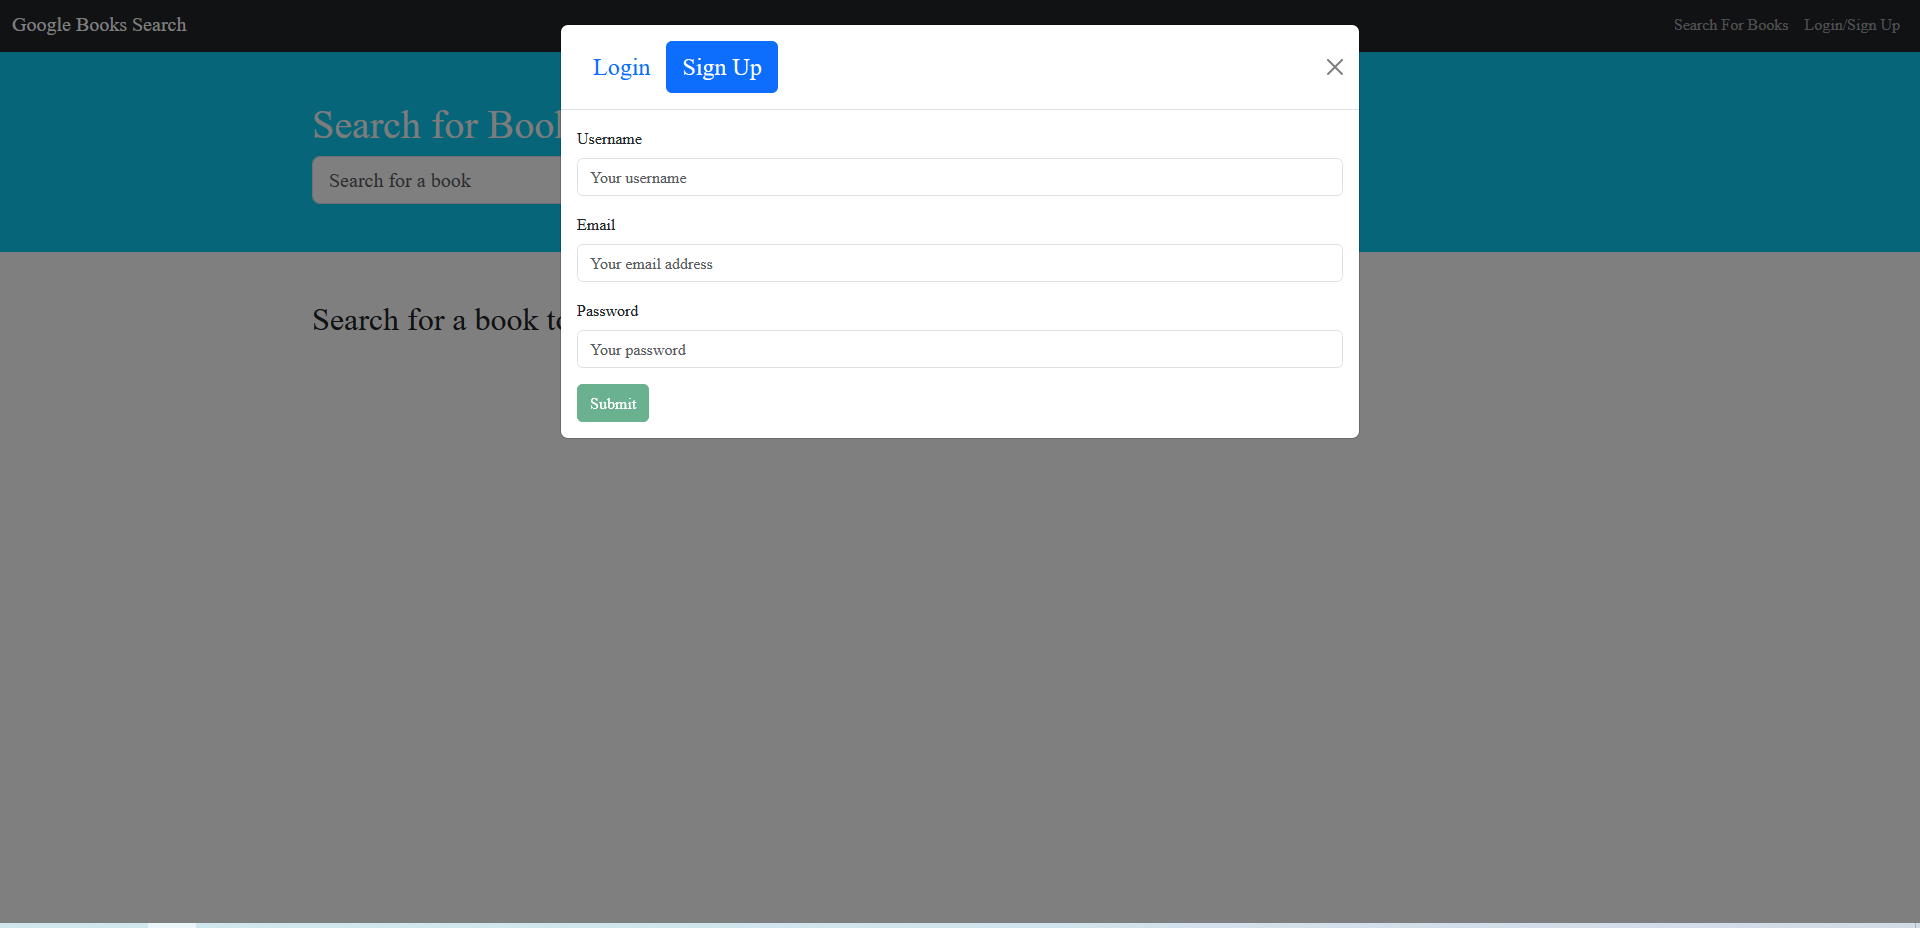 Google Books Search
Search For Books
Login/Sign Up
Login
Sign Up
Search for
Search for a book
Username
Your username
Email
Your email address
Search for a book
Password
Your password
Submit